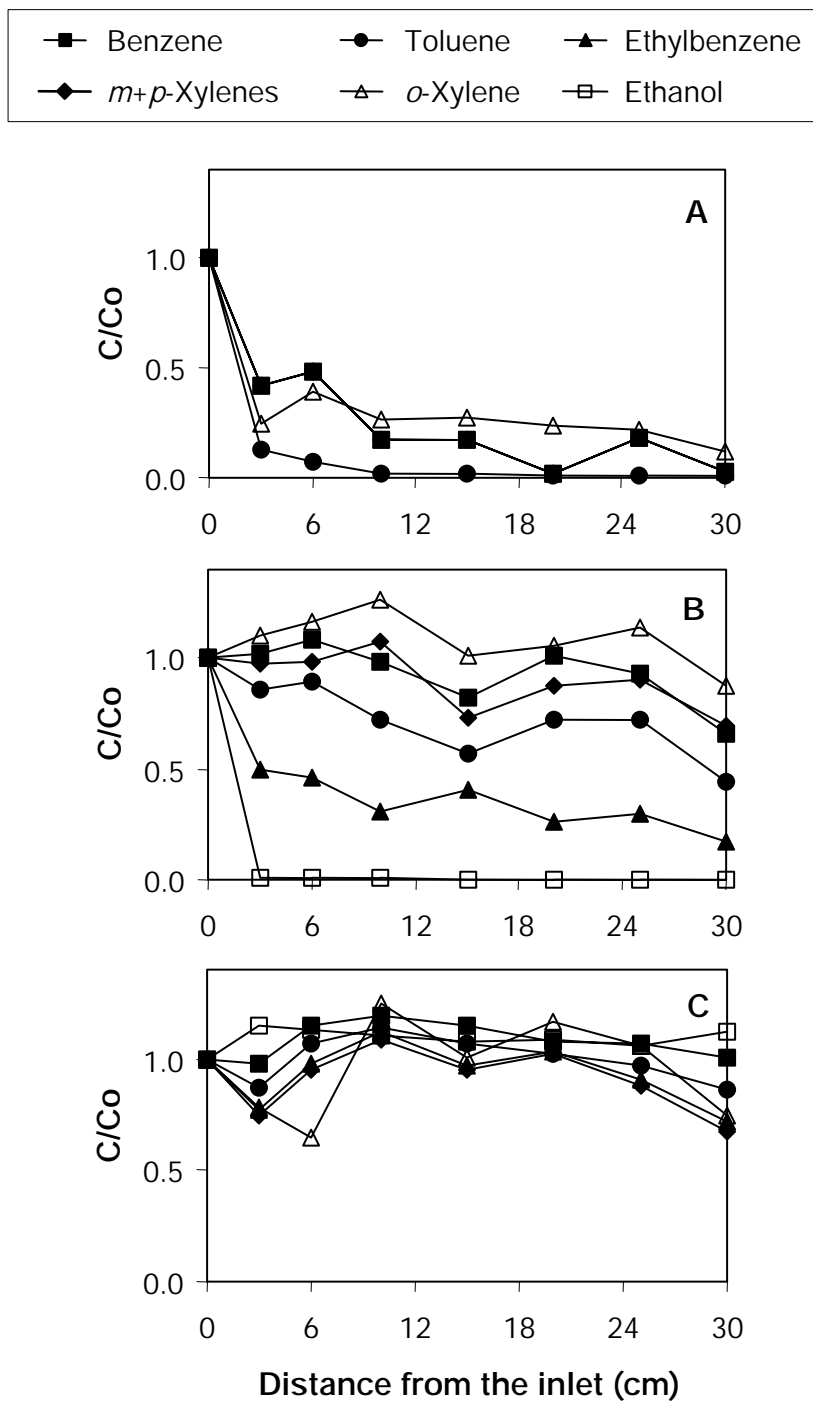 Benzene Toluene Ethylbenzene
m+p-Xylenes o-Xylene Ethanol
A
1.0
C/Co
0.5
0.0
0 6 12 18 24 30
B
1.0
C/Co
0.5
0.0
0 6 12 18 24 30
C
1.0
C/Co
0.5
0.0
0 6 12 18 24 30
Distance from the inlet (cm)